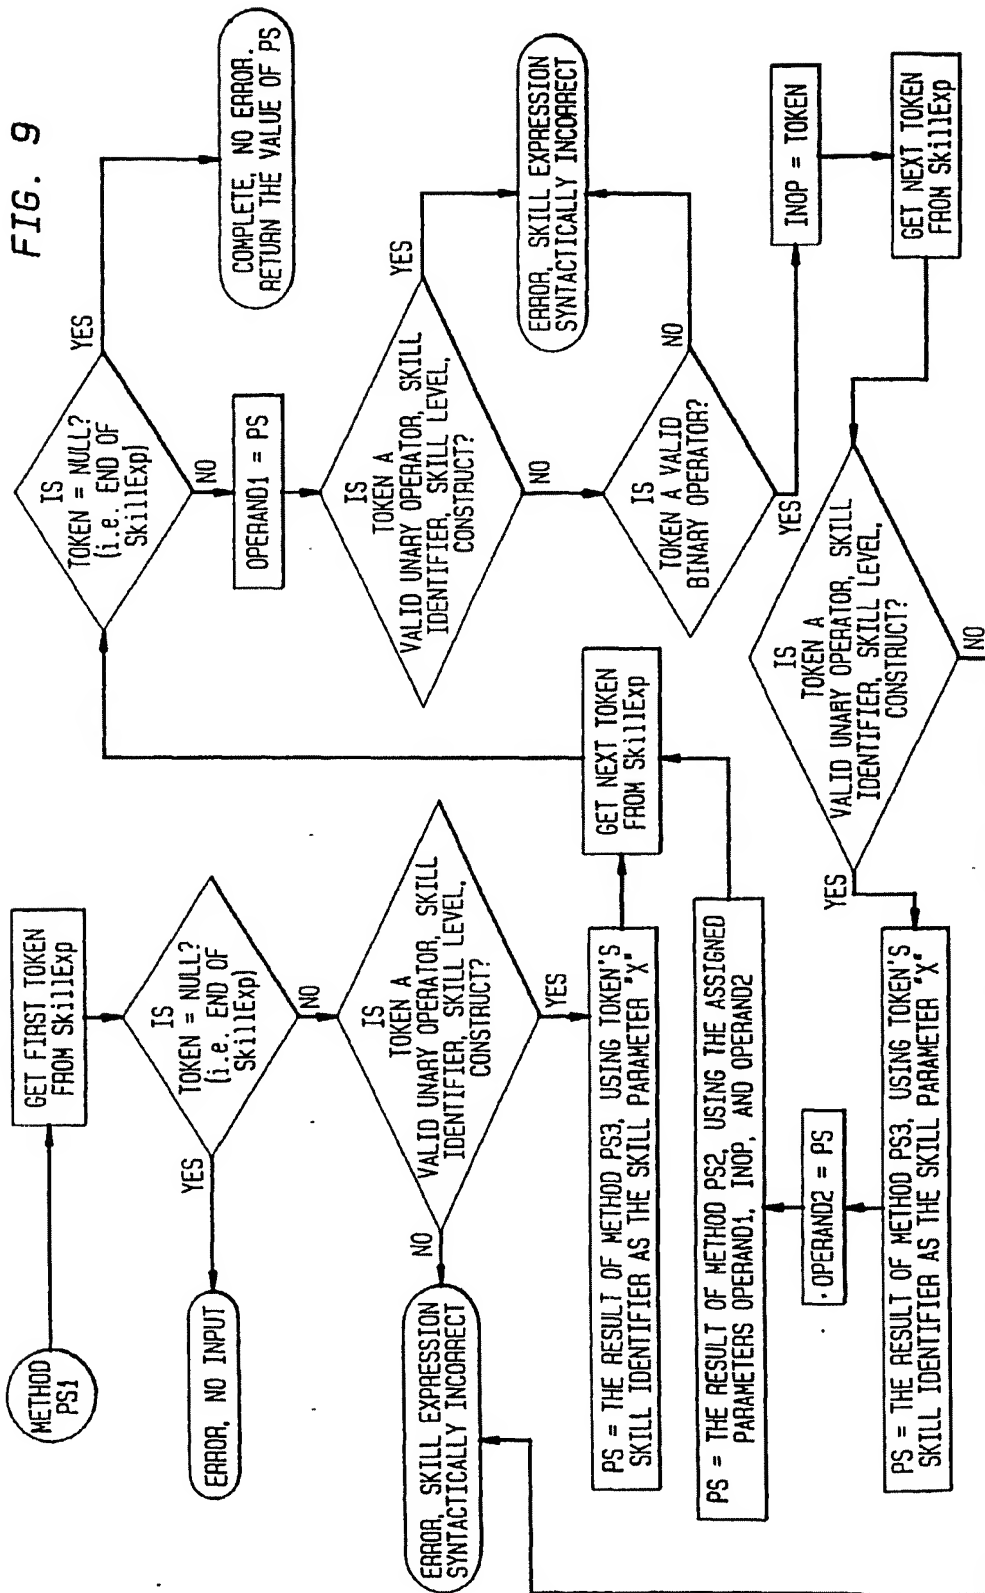 FIG. 9
METHOD
PS1
GET FIRST TOKEN
FROM SkillExp
IS
TOKEN = NULL?
(i.e. END OF
SkillExp)
YES
NO
ERROR, NO INPUT
IS
TOKEN A
VALID UNARY OPERATOR, SKILL
IDENTIFIER, SKILL LEVEL,
CONSTRUCT?
NO
YES
ERROR, SKILL EXPRESSION
SYNTACTICALLY INCORRECT
PS = THE RESULT OF METHOD PS3, USING TOKEN'S
SKILL IDENTIFIER AS THE SKILL PARAMETER "X"
GET NEXT TOKEN
FROM SkillExp
IS
TOKEN = NULL?
(i.e. END OF
SkillExp)
YES
NO
COMPLETE, NO ERROR.
RETURN THE VALUE OF PS
OPERAND1 = PS
IS
TOKEN A
VALID UNARY OPERATOR, SKILL
IDENTIFIER, SKILL LEVEL,
CONSTRUCT?
YES
NO
ERROR, SKILL EXPRESSION
SYNTACTICALLY INCORRECT
IS
TOKEN A VALID
BINARY OPERATOR?
NO
YES
INOP = TOKEN
GET NEXT TOKEN
FROM SkillExp
IS
TOKEN A
VALID UNARY OPERATOR, SKILL
IDENTIFIER, SKILL LEVEL,
CONSTRUCT?
YES
NO
PS = THE RESULT OF METHOD PS3, USING TOKEN'S
SKILL IDENTIFIER AS THE SKILL PARAMETER "X"
OPERAND2 = PS
PS = THE RESULT OF METHOD PS2, USING THE ASSIGNED
PARAMETERS OPERAND1, INOP, AND OPERAND2